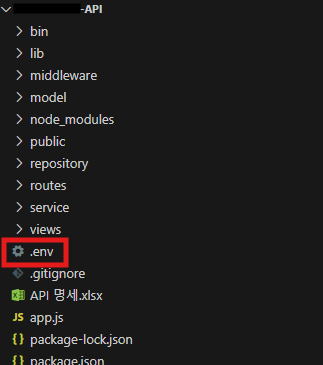 -API
bin
lib
middleware
model
node_modules
public
repository
routes
service
views
.env
.gitignore
API 명세.xlsx
JS app.js
{} package-lock.json
{} package.json